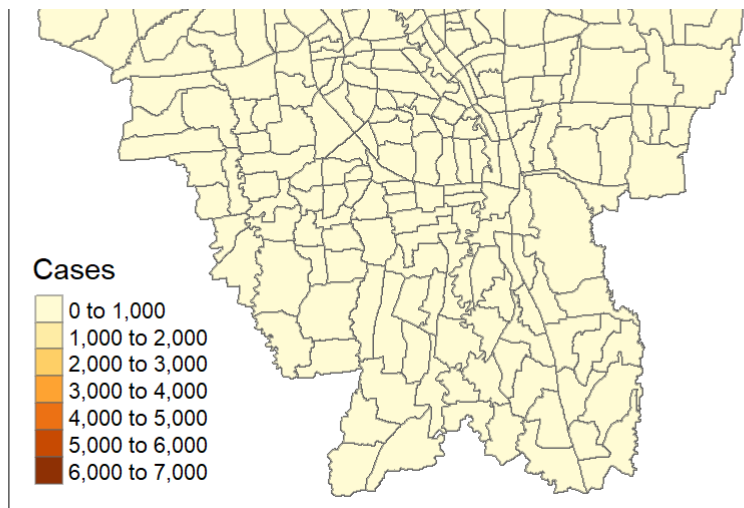 Cases
0 to 1,000
1,000 to 2,000
2,000 to 3,000
3,000 to 4,000
4,000 to 5,000
5,000 to 6,000
6,000 to 7,000